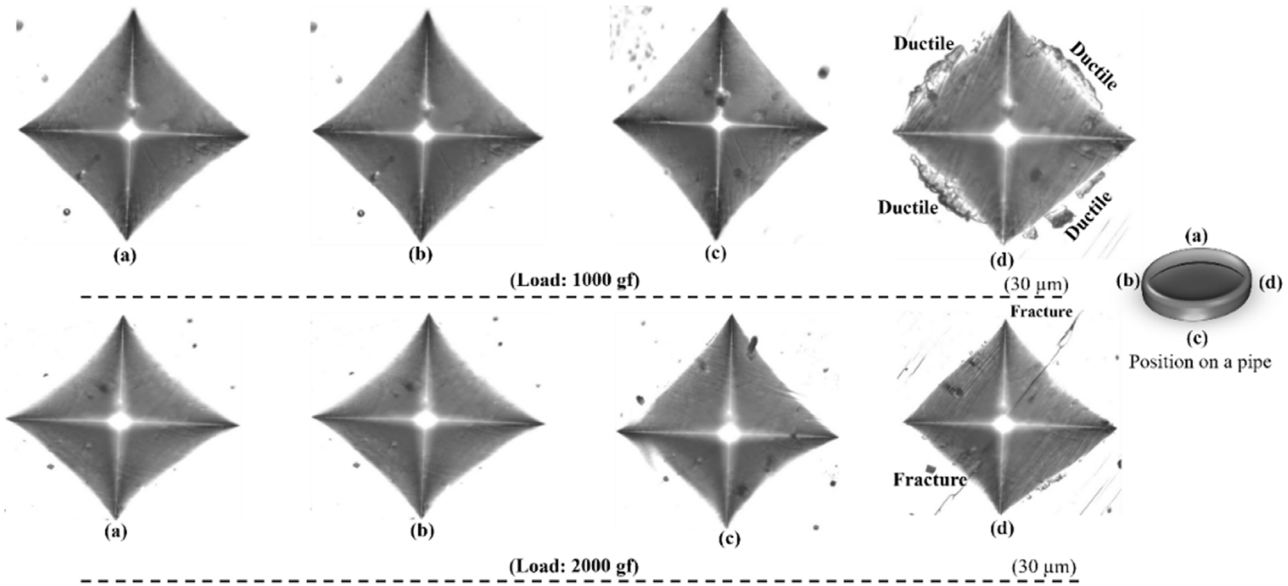 Ductile
Ductile
Ductile
Ductile
(a)
(b)
(c)
(d)
(Load: 1000 gf)
(30 µm)
(a)
(b)
(d)
(c)
Position on a pipe
Fracture
Fracture
(a)
(b)
(c)
(d)
(Load: 2000 gf)
(30 µm)